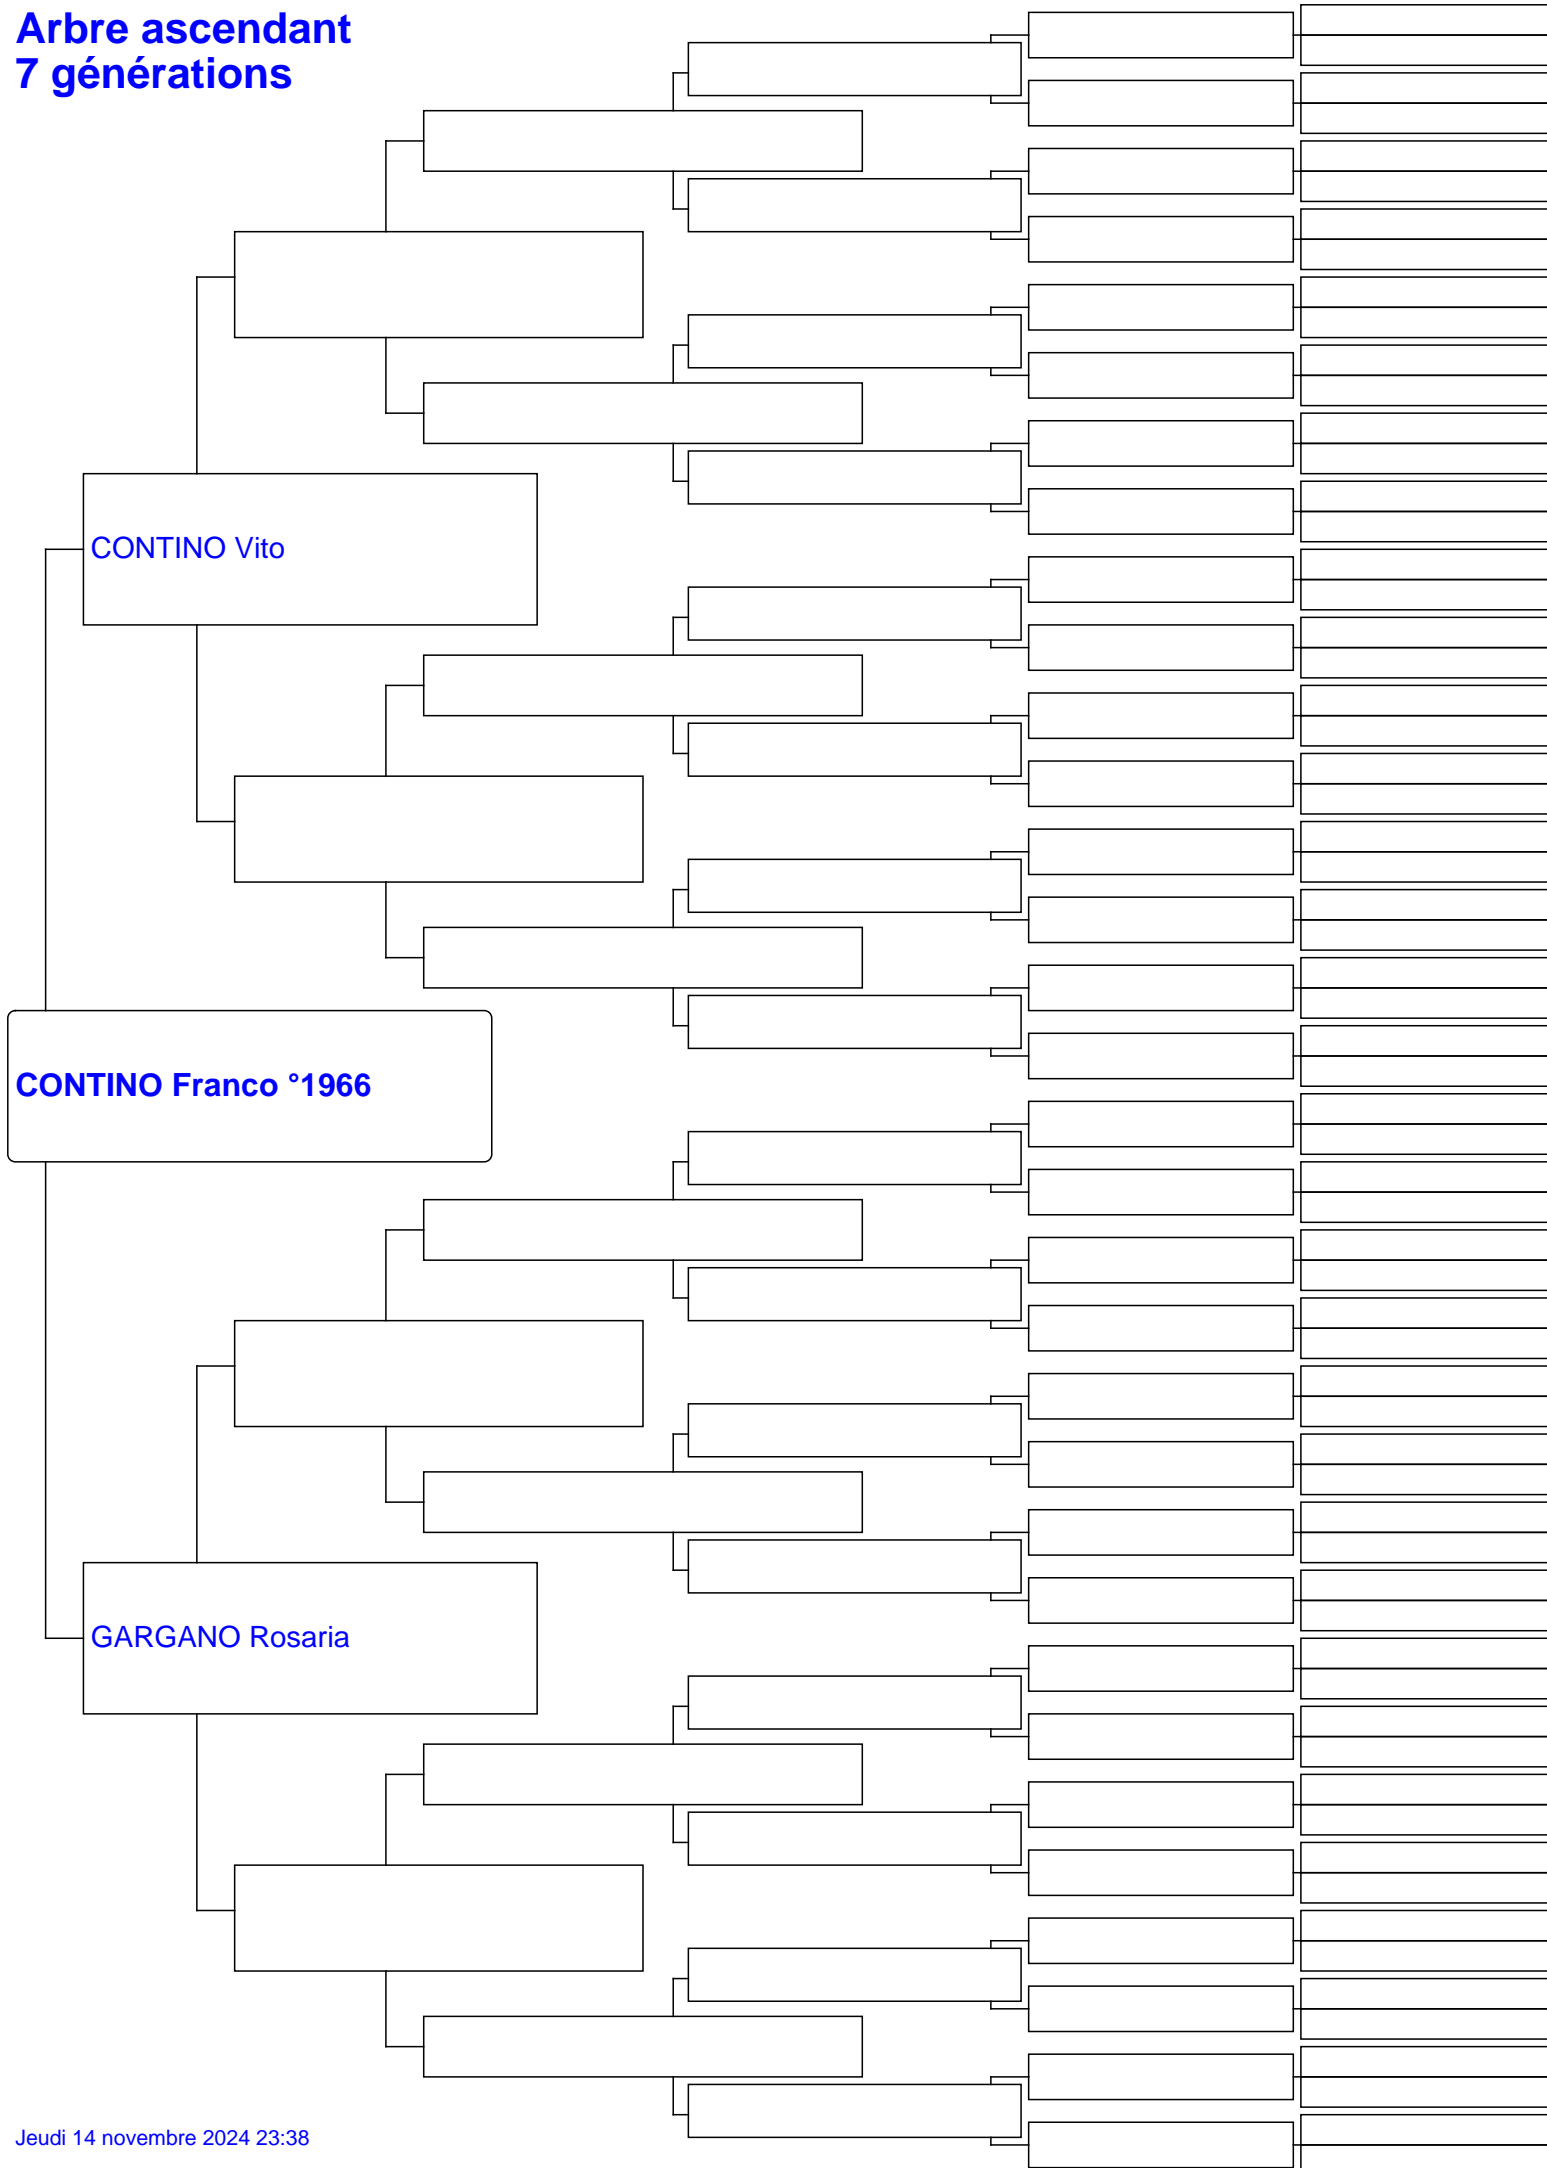 Arbre ascendant
7 générations
CONTINO Vito
CONTINO Franco °1966
GARGANO Rosaria
Jeudi 14 novembre 2024 23:38